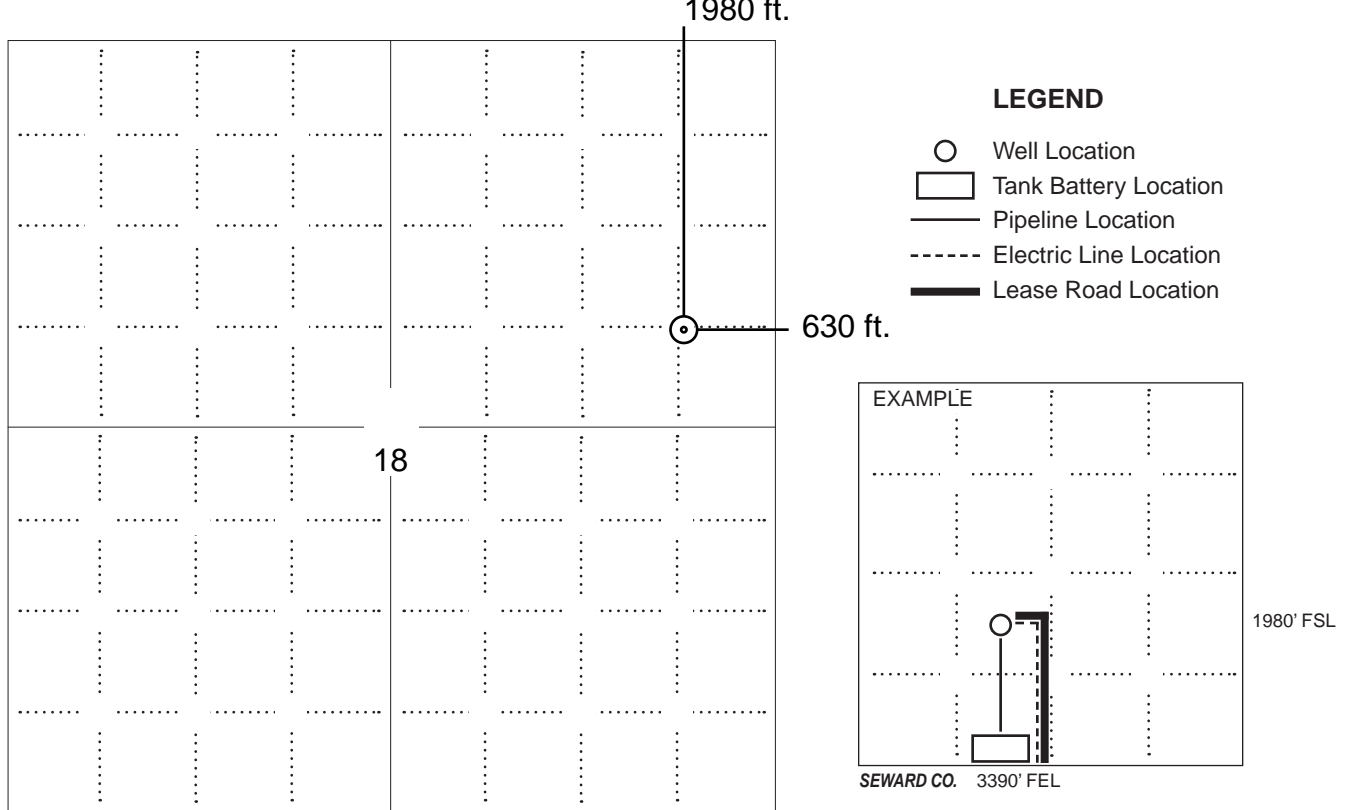 1980 ft.
LEGEND
Well Location
Tank Battery Location
Pipeline Location
Electric Line Location
Lease Road Location
630 ft.
EXAMPLE
18
1980' FSL
SEWARD CO. 3390' FEL